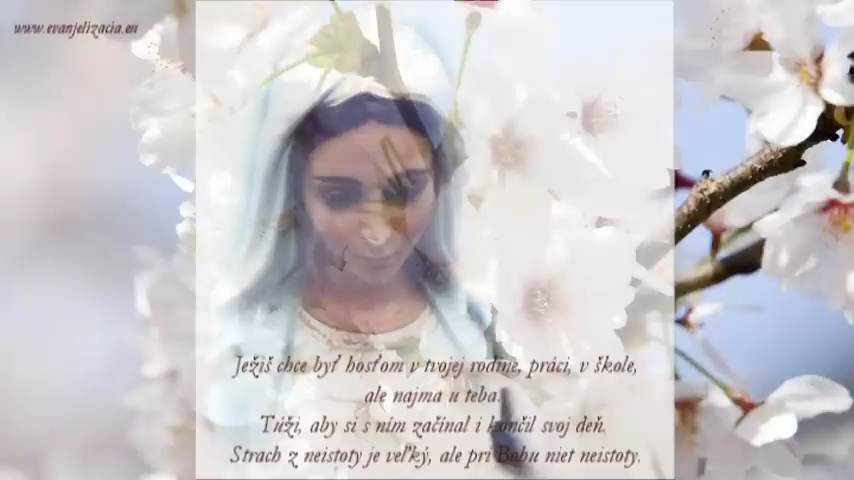 www.evanjelizacia.eu
Ježiš chce byť hosťom v tvojej rodine, práci, v škole,
ale najma u teba.
Túži, aby si s ním začínal i končil svoj deň.
Strach z neistoty je veľký, ale pri Bohu niet neistoty.